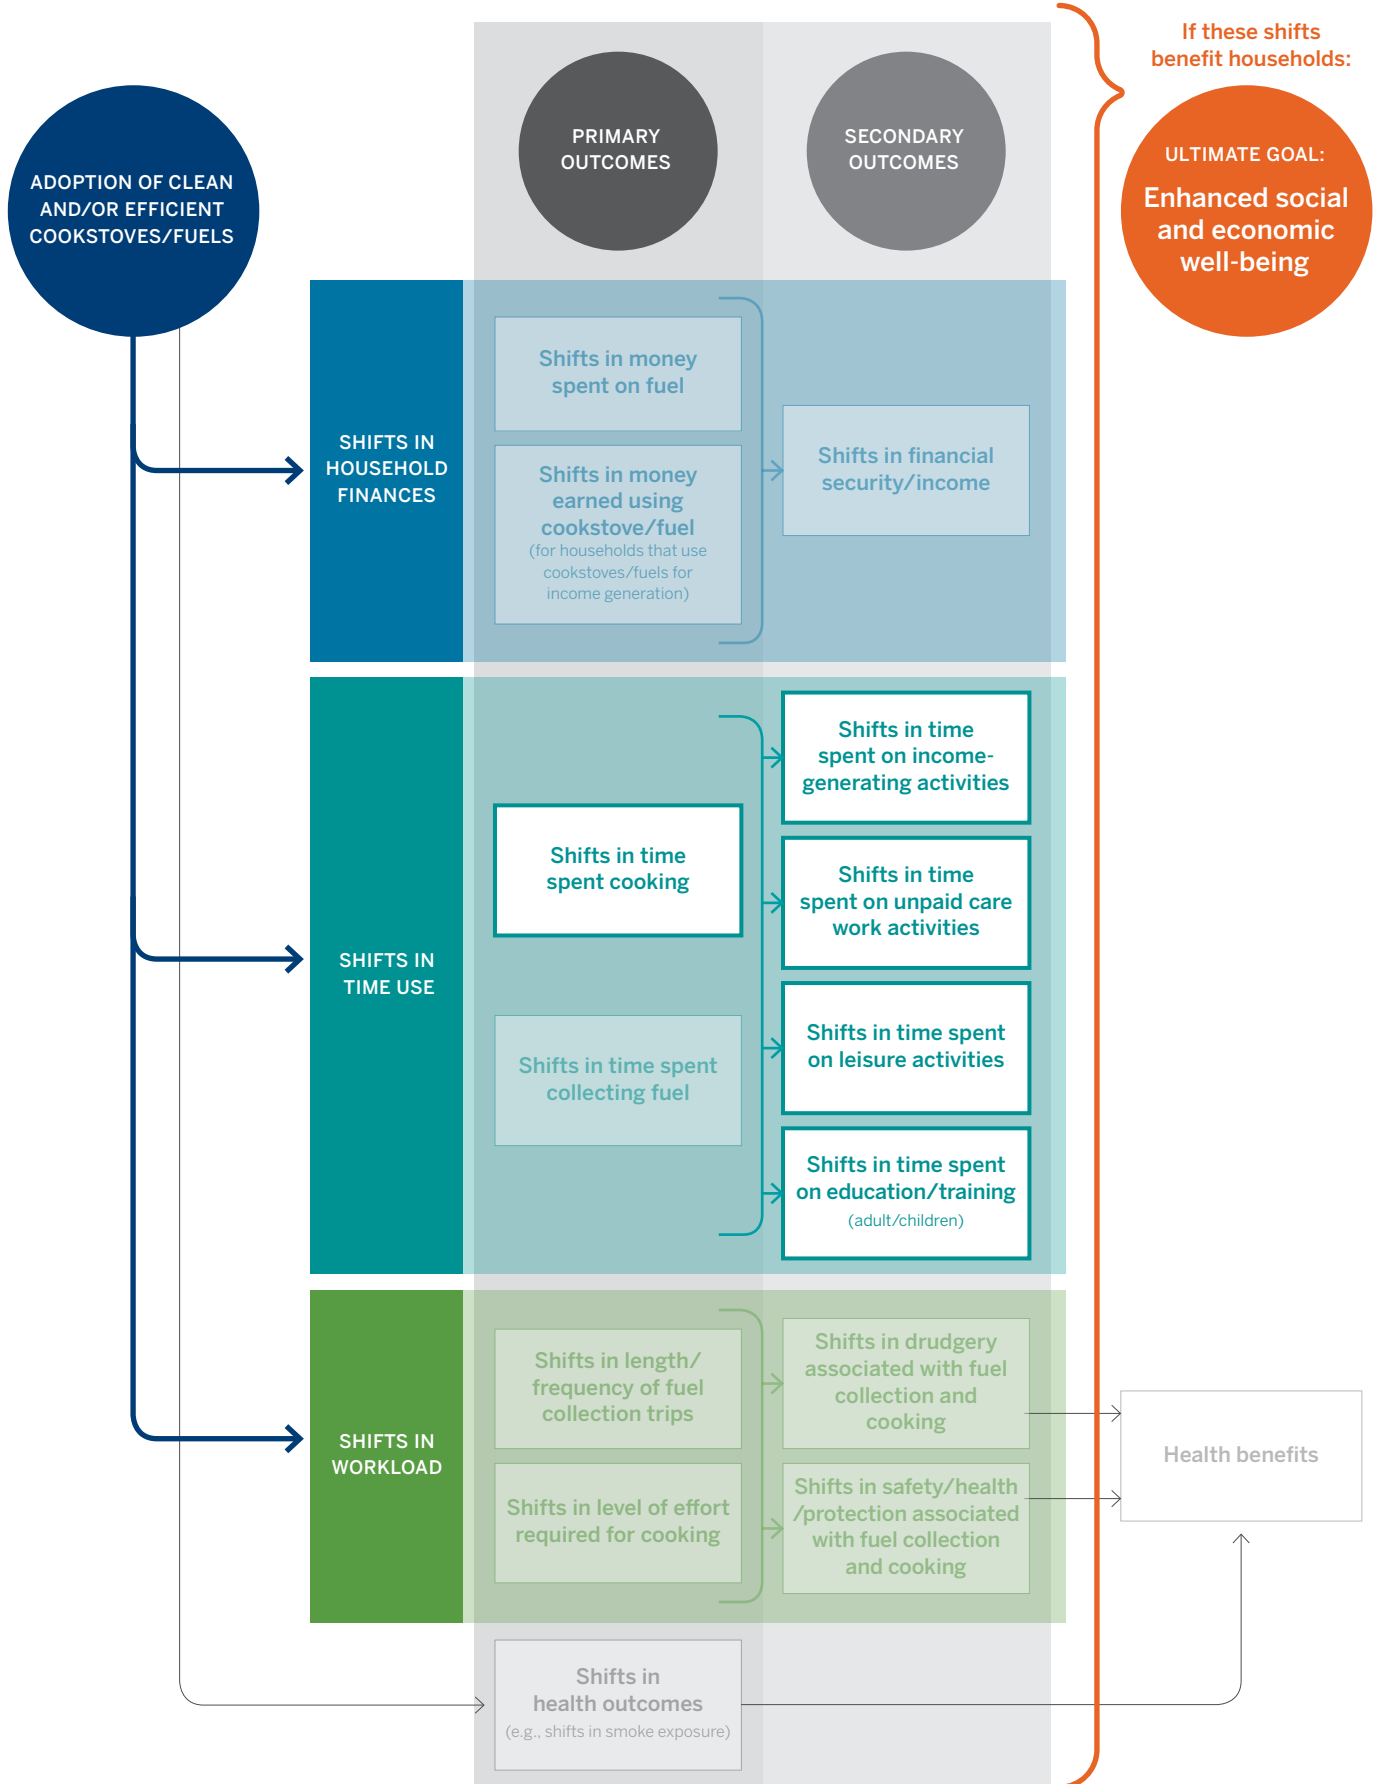 If these shifts
benefit households:
ADOPTION OF CLEAN
AND/OR EFFICIENT
COOKSTOVES/FUELS
PRIMARY
OUTCOMES
SECONDARY
OUTCOMES
ULTIMATE GOAL:
Enhanced social
and economic
well-being
SHIFTS IN
HOUSEHOLD
FINANCES
Shifts in money
spent on fuel
Shifts in money
earned using
cookstove/fuel
(for households that use
cookstoves/fuels for
income generation)
Shifts in financial
security/income
SHIFTS IN
TIME USE
Shifts in time
spent cooking
Shifts in time spent
collecting fuel
Shifts in time
spent on income-
generating activities
Shifts in time
spent on unpaid care
work activities
Shifts in time spent
on leisure activities
Shifts in time spent
on education/training
(adult/children)
SHIFTS IN
WORKLOAD
Shifts in length/
frequency of fuel
collection trips
Shifts in level of effort
required for cooking
Shifts in drudgery
associated with fuel
collection and
cooking
Shifts in safety/health
/protection associated
with fuel collection
and cooking
Health benefits
Shifts in
health outcomes
(e.g., shifts in smoke exposure)